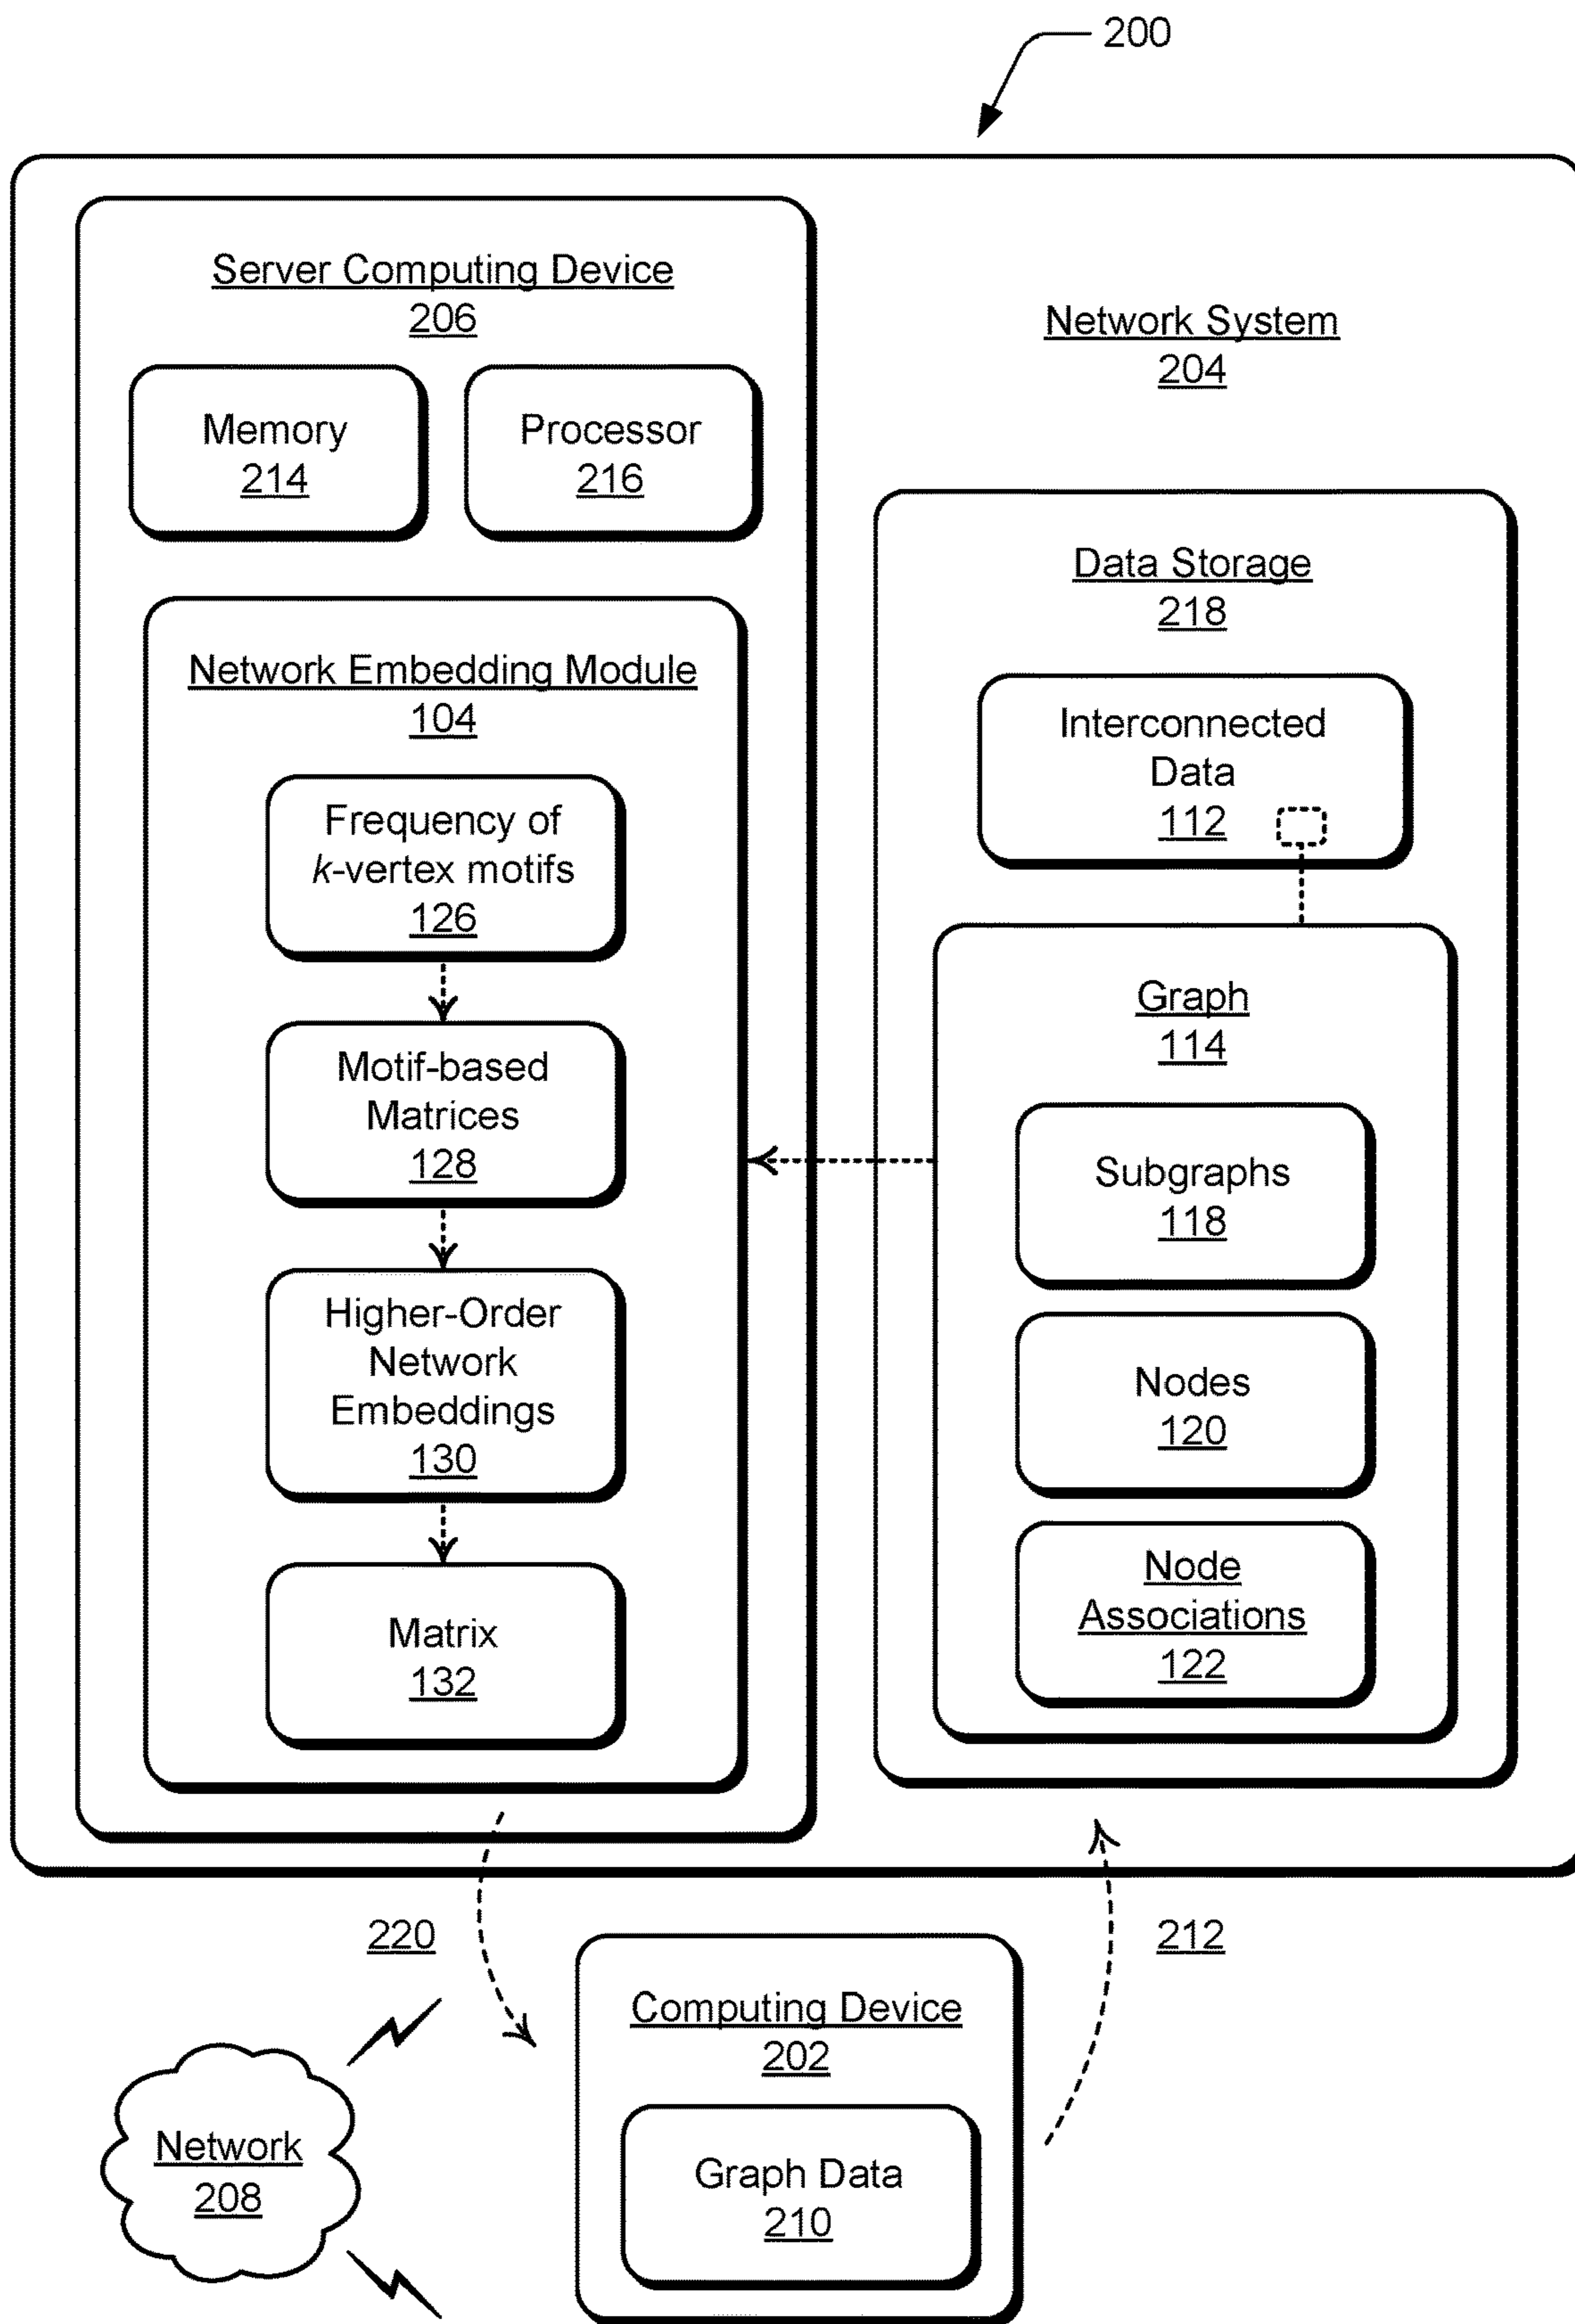 200
Server Computing Device
206
Memory
214
Processor
216
Network Embedding Module
104
Frequency of
k-vertex motifs
126
Motif-based
Matrices
128
Higher-Order
Network
Embeddings
130
Matrix
132
Network System
204
Data Storage
218
Interconnected
Data
112
Graph
114
Subgraphs
118
Nodes
120
Node
Associations
122
220
212
Computing Device
202
Graph Data
210
Network
208